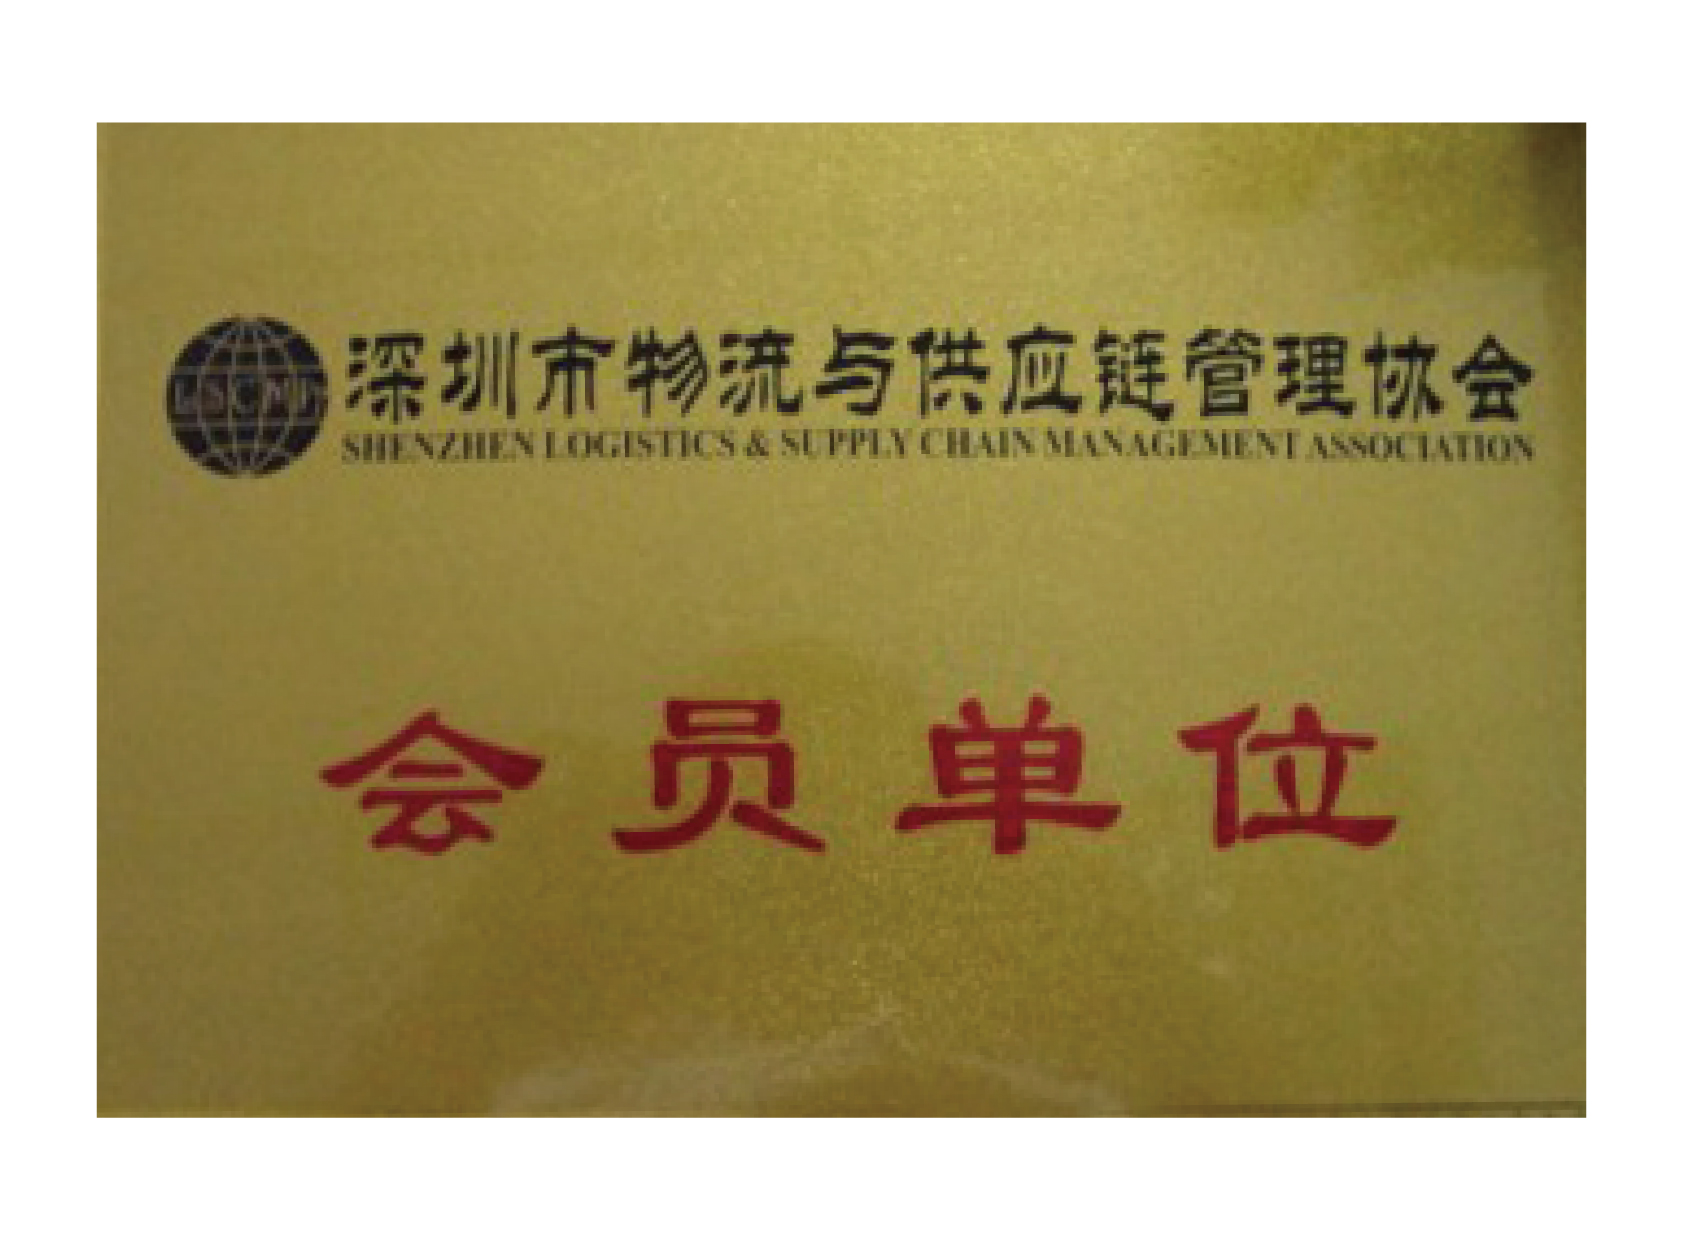 深圳市物流与供应链管理协会
SHENZHEN LOGISTICS & SUPPLY CHAIN MANAGEMENT ASSOCIATION
会员单位